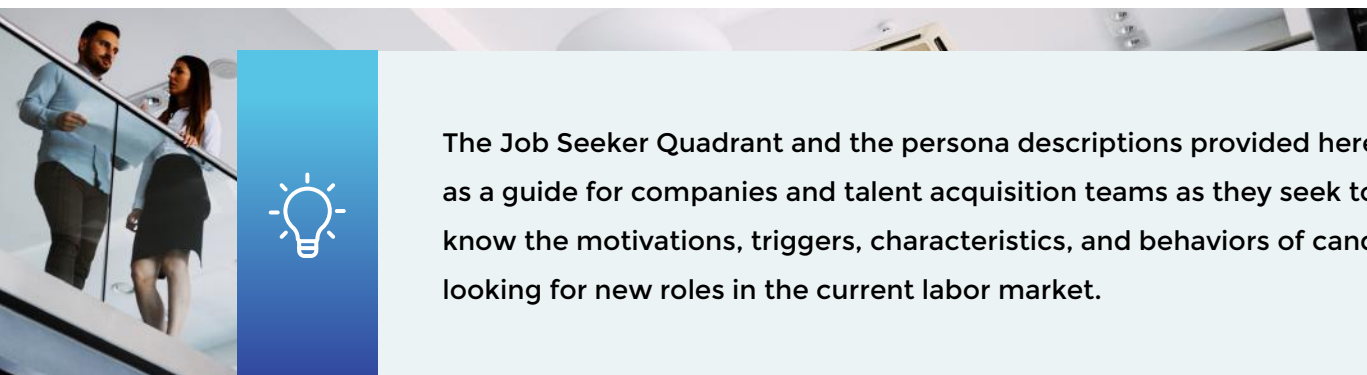 The Job Seeker Quadrant and the persona descriptions provided here
as a guide for companies and talent acquisition teams as they seek to
know the motivations, triggers, characteristics, and behaviors of
looking for new roles in the current labor market.